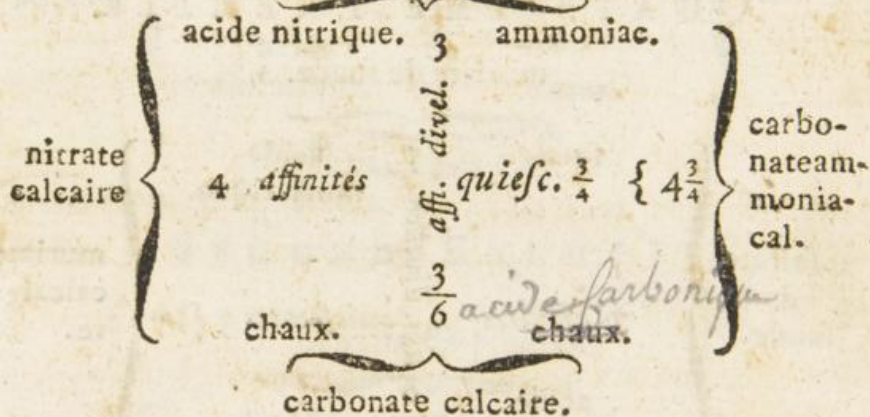 acide nitrique. 3 ammoniac.
nitrate calcaire
4 affinités
affi. divel.
quiesc. 3/4 { 4 3/4
carbo-
nateam-
monia-
cal.
3
6
acide Carbonique
chaux.
chaux.
carbonate calcaire.